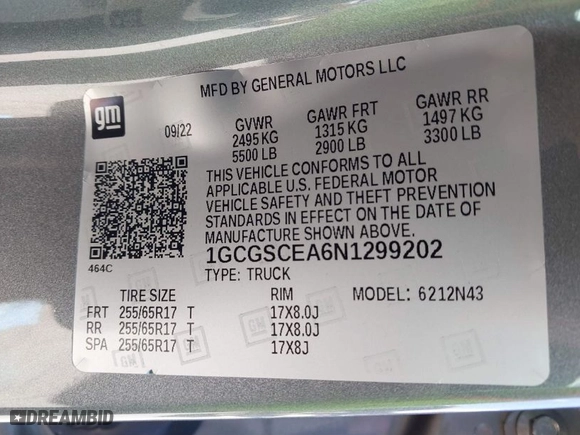 MFD BY GENERAL MOTORS LLC
gm
09/22
GVWR GAWR FRT GAWR RR
2495 KG 1315 KG 1497 KG
5500 LB 2900 LB 3300 LB
THIS VEHICLE CONFORMS TO ALL
APPLICABLE U.S. FEDERAL MOTOR
VEHICLE SAFETY AND THEFT PREVENTION
STANDARDS IN EFFECT ON THE DATE OF
MANUFACTURE SHOWN ABOVE.
464C
1GCGSCEA6N1299202
TYPE: TRUCK
TIRE SIZE RIM MODEL: 6212N43
FRT 255/65R17 T 17X8.0J
RR 255/65R17 T 17X8.0J
SPA 255/65R17 T 17X8J
DREAMBID